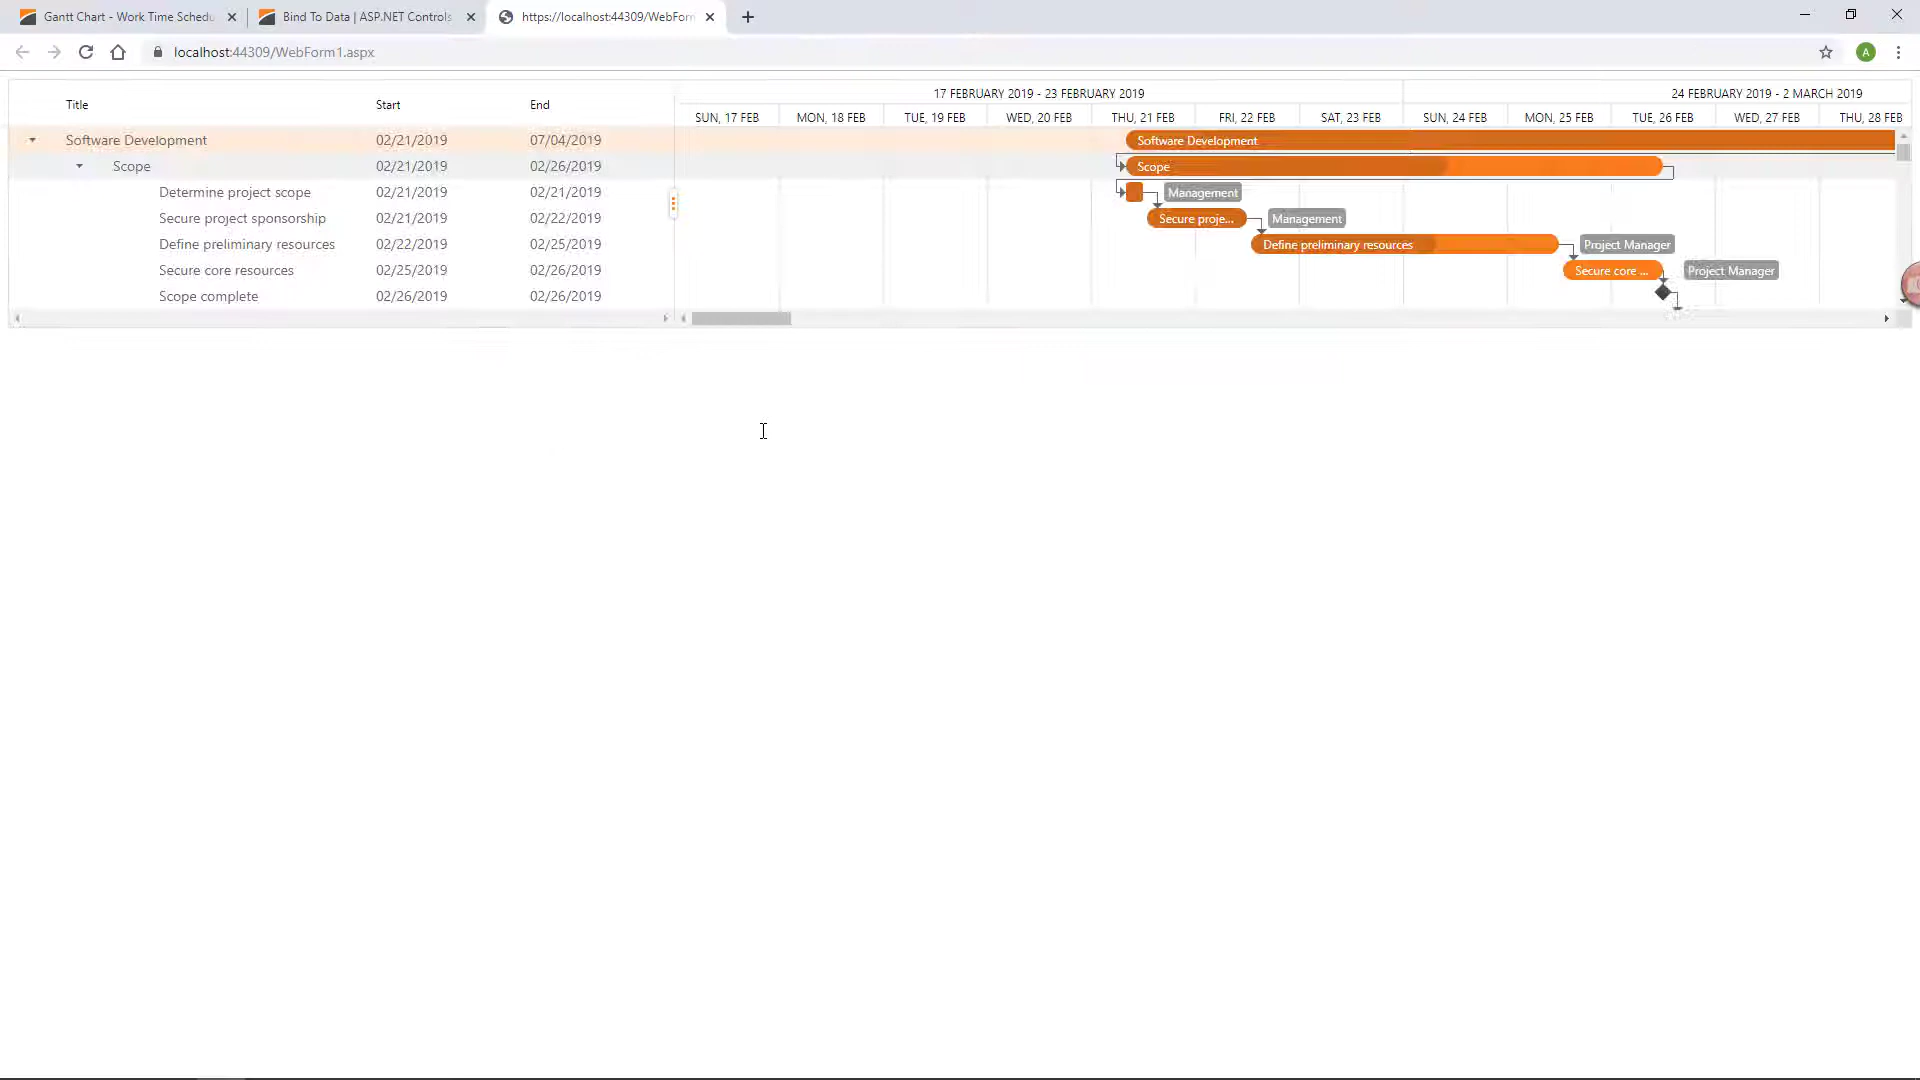 Gantt Chart - Work Time Schedu
Bind To Data | ASP.NET Controls
https://localhost:44309/WebForm
localhost:44309/WebForm1.aspx
A
Title Start End
17 FEBRUARY 2019 - 23 FEBRUARY 2019 24 FEBRUARY 2019 - 2 MARCH 2019
SUN, 17 FEB MON, 18 FEB TUE, 19 FEB WED, 20 FEB THU, 21 FEB FRI, 22 FEB SAT, 23 FEB SUN, 24 FEB MON, 25 FEB TUE, 26 FEB WED, 27 FEB THU, 28 FEB
Software Development 02/21/2019 07/04/2019 Software Development
Scope 02/21/2019 02/26/2019 Scope
Determine project scope 02/21/2019 02/21/2019 Management
Secure project sponsorship 02/21/2019 02/22/2019 Secure proje... Management
Define preliminary resources 02/22/2019 02/25/2019 Define preliminary resources Project Manager
Secure core resources 02/25/2019 02/26/2019 Secure core ... Project Manager
Scope complete 02/26/2019 02/26/2019